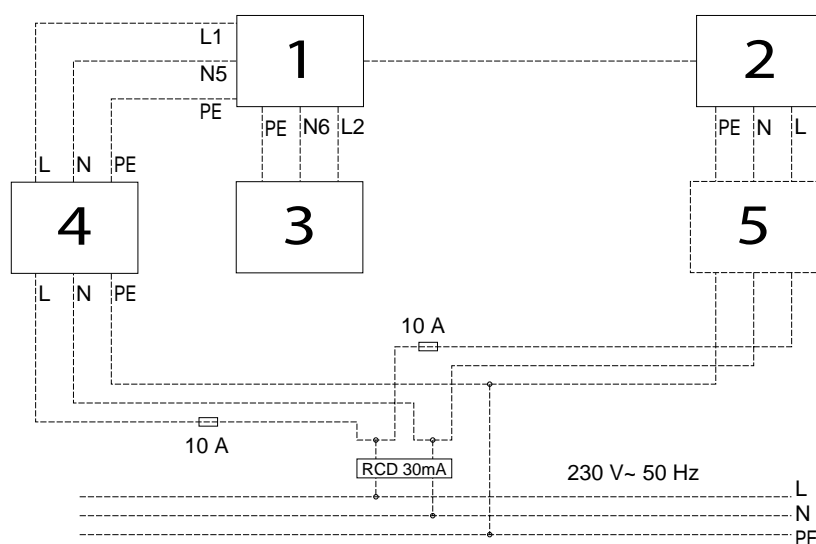 L1
1
2
N5
PE
PE N6 L2
PE N L
L N PE
4
3
5
L N PE
10 A
10 A
RCD 30mA
230 V~ 50 Hz
L
N
PE